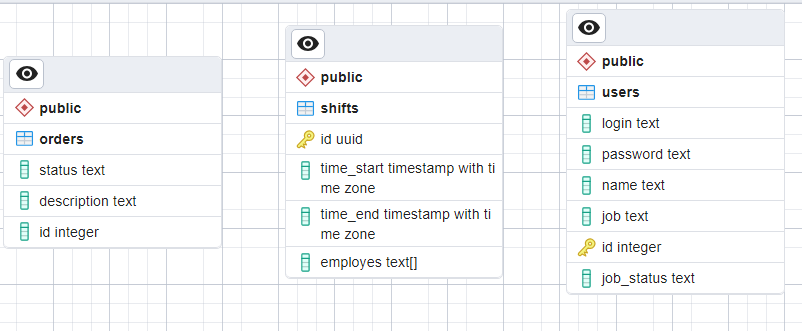 public
orders
status text
description text
id integer
public
shifts
id uuid
time_start timestamp with ti
me zone
time_end timestamp with ti
me zone
employes text[]
public
users
login text
password text
name text
job text
id integer
job_status text